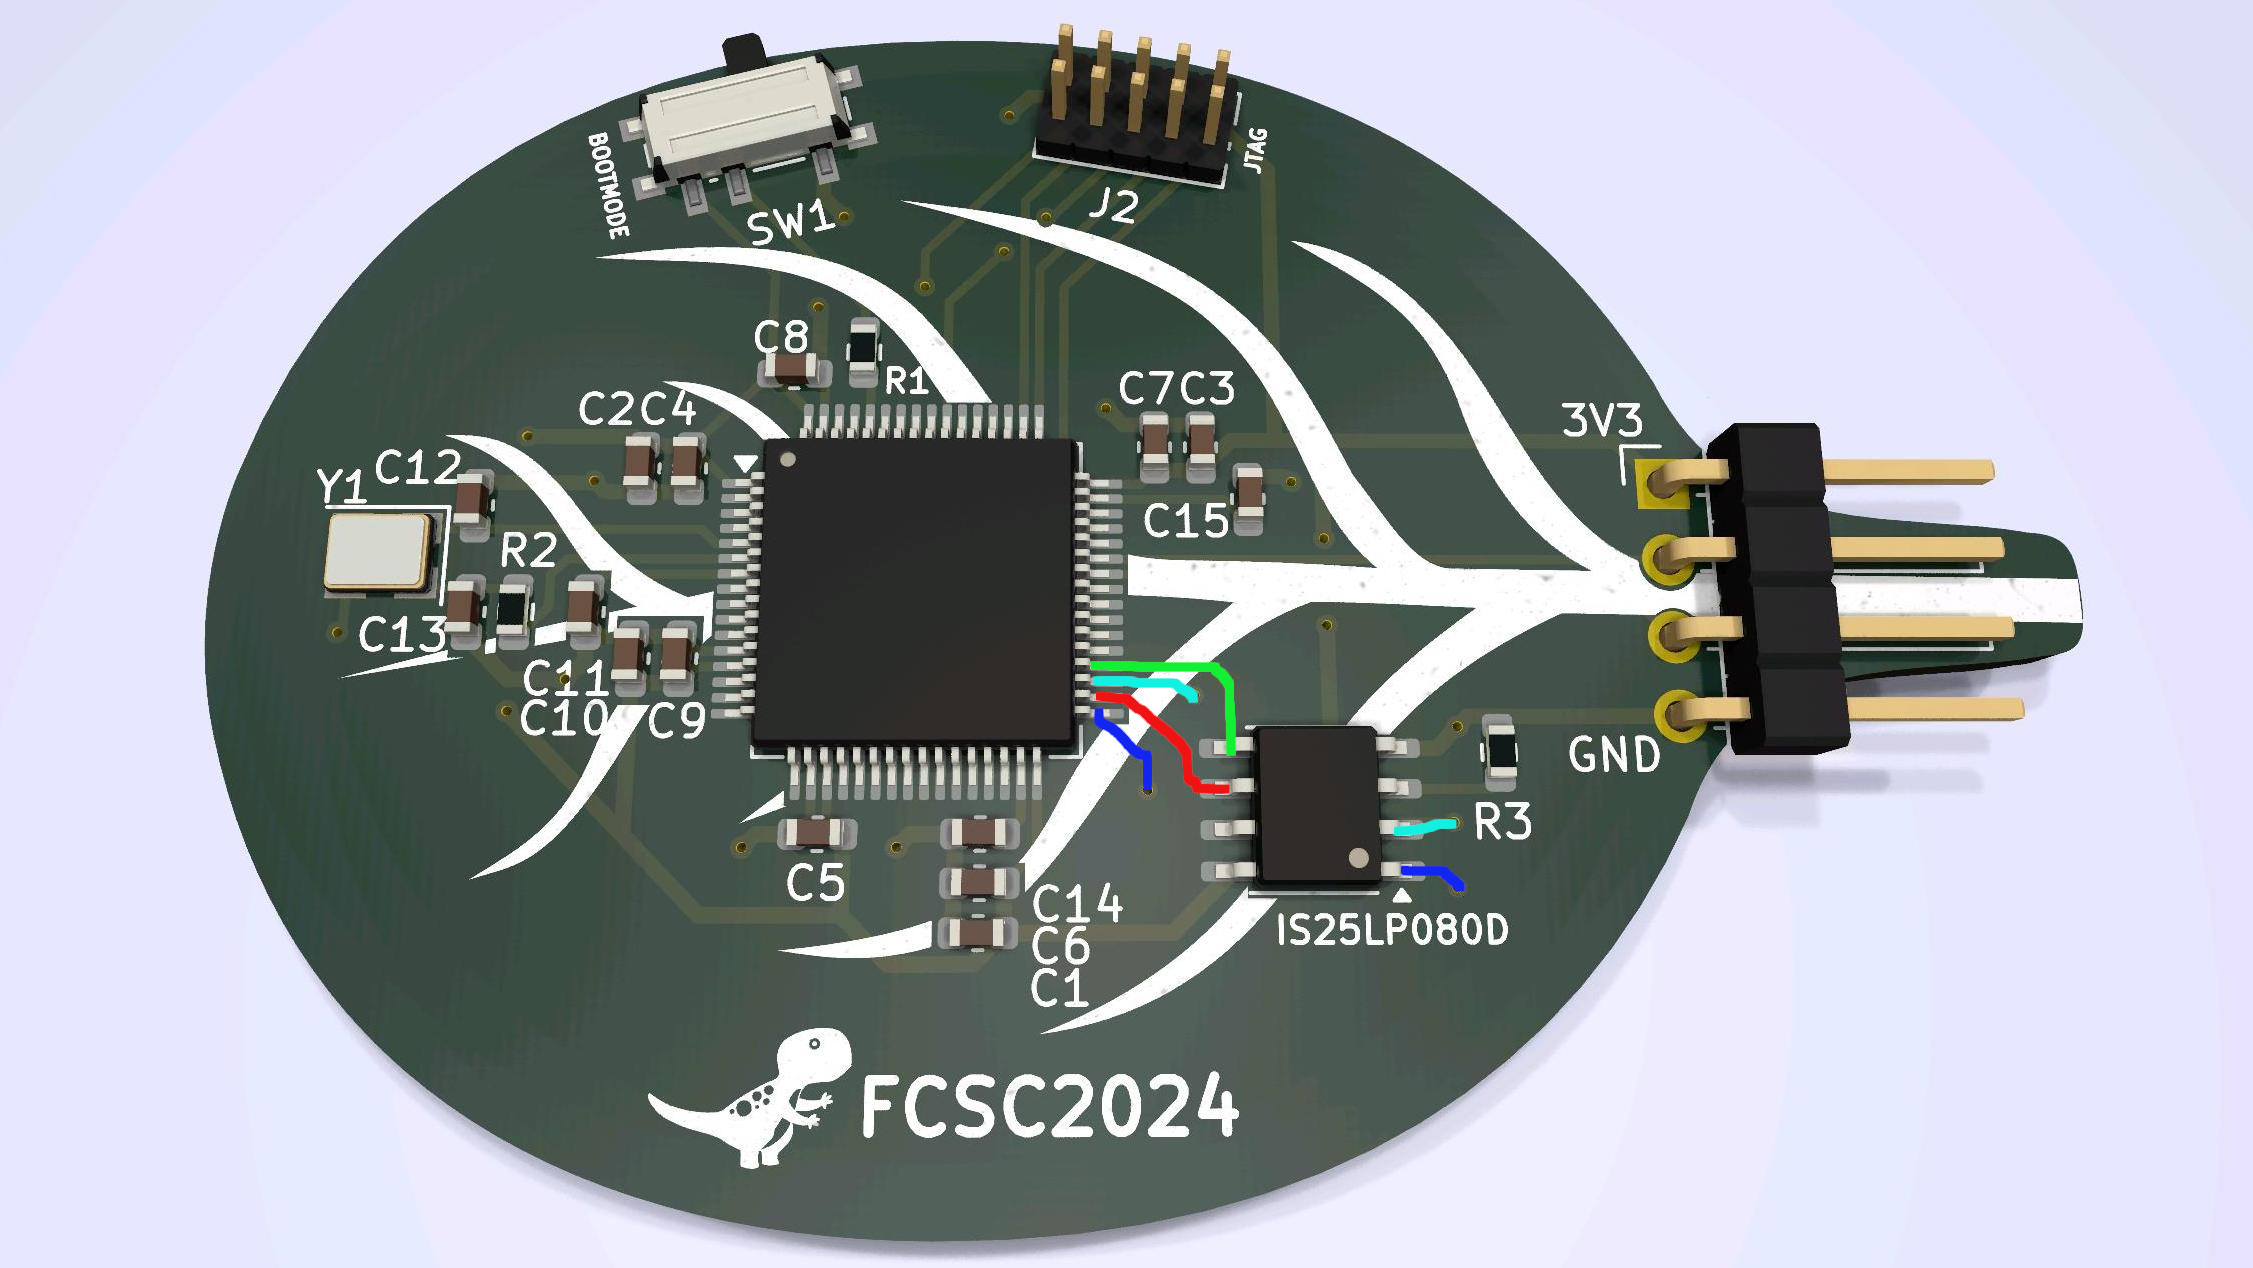 BOOTMODE
SW1
J2
JTAG
C8
R1
C2C4
C7C3
3V3
C12
Y1
C15
R2
C13
C11
C10
C9
GND
R3
C5
C14
C6
C1
IS25LP080D
FCSC2024